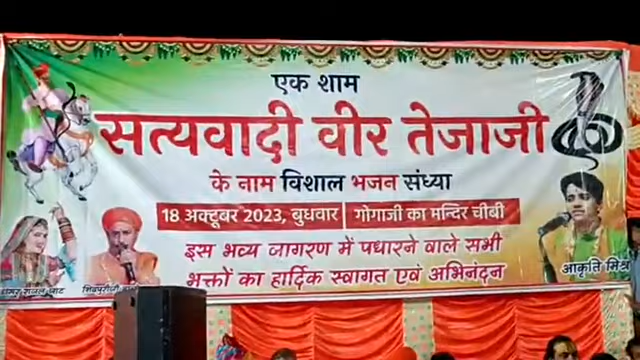 एक शाम
सत्यवादी वीर तेजाजी
के नाम विशाल भजन संध्या
18 अक्टूबर 2023, बुधवार गोगाजी का मन्दिर चीबी
इस भव्य जागरण में पधारने वाले सभी
भक्तों का हार्दिक स्वागत एवं अभिनंदन
आकृति मिश्रा